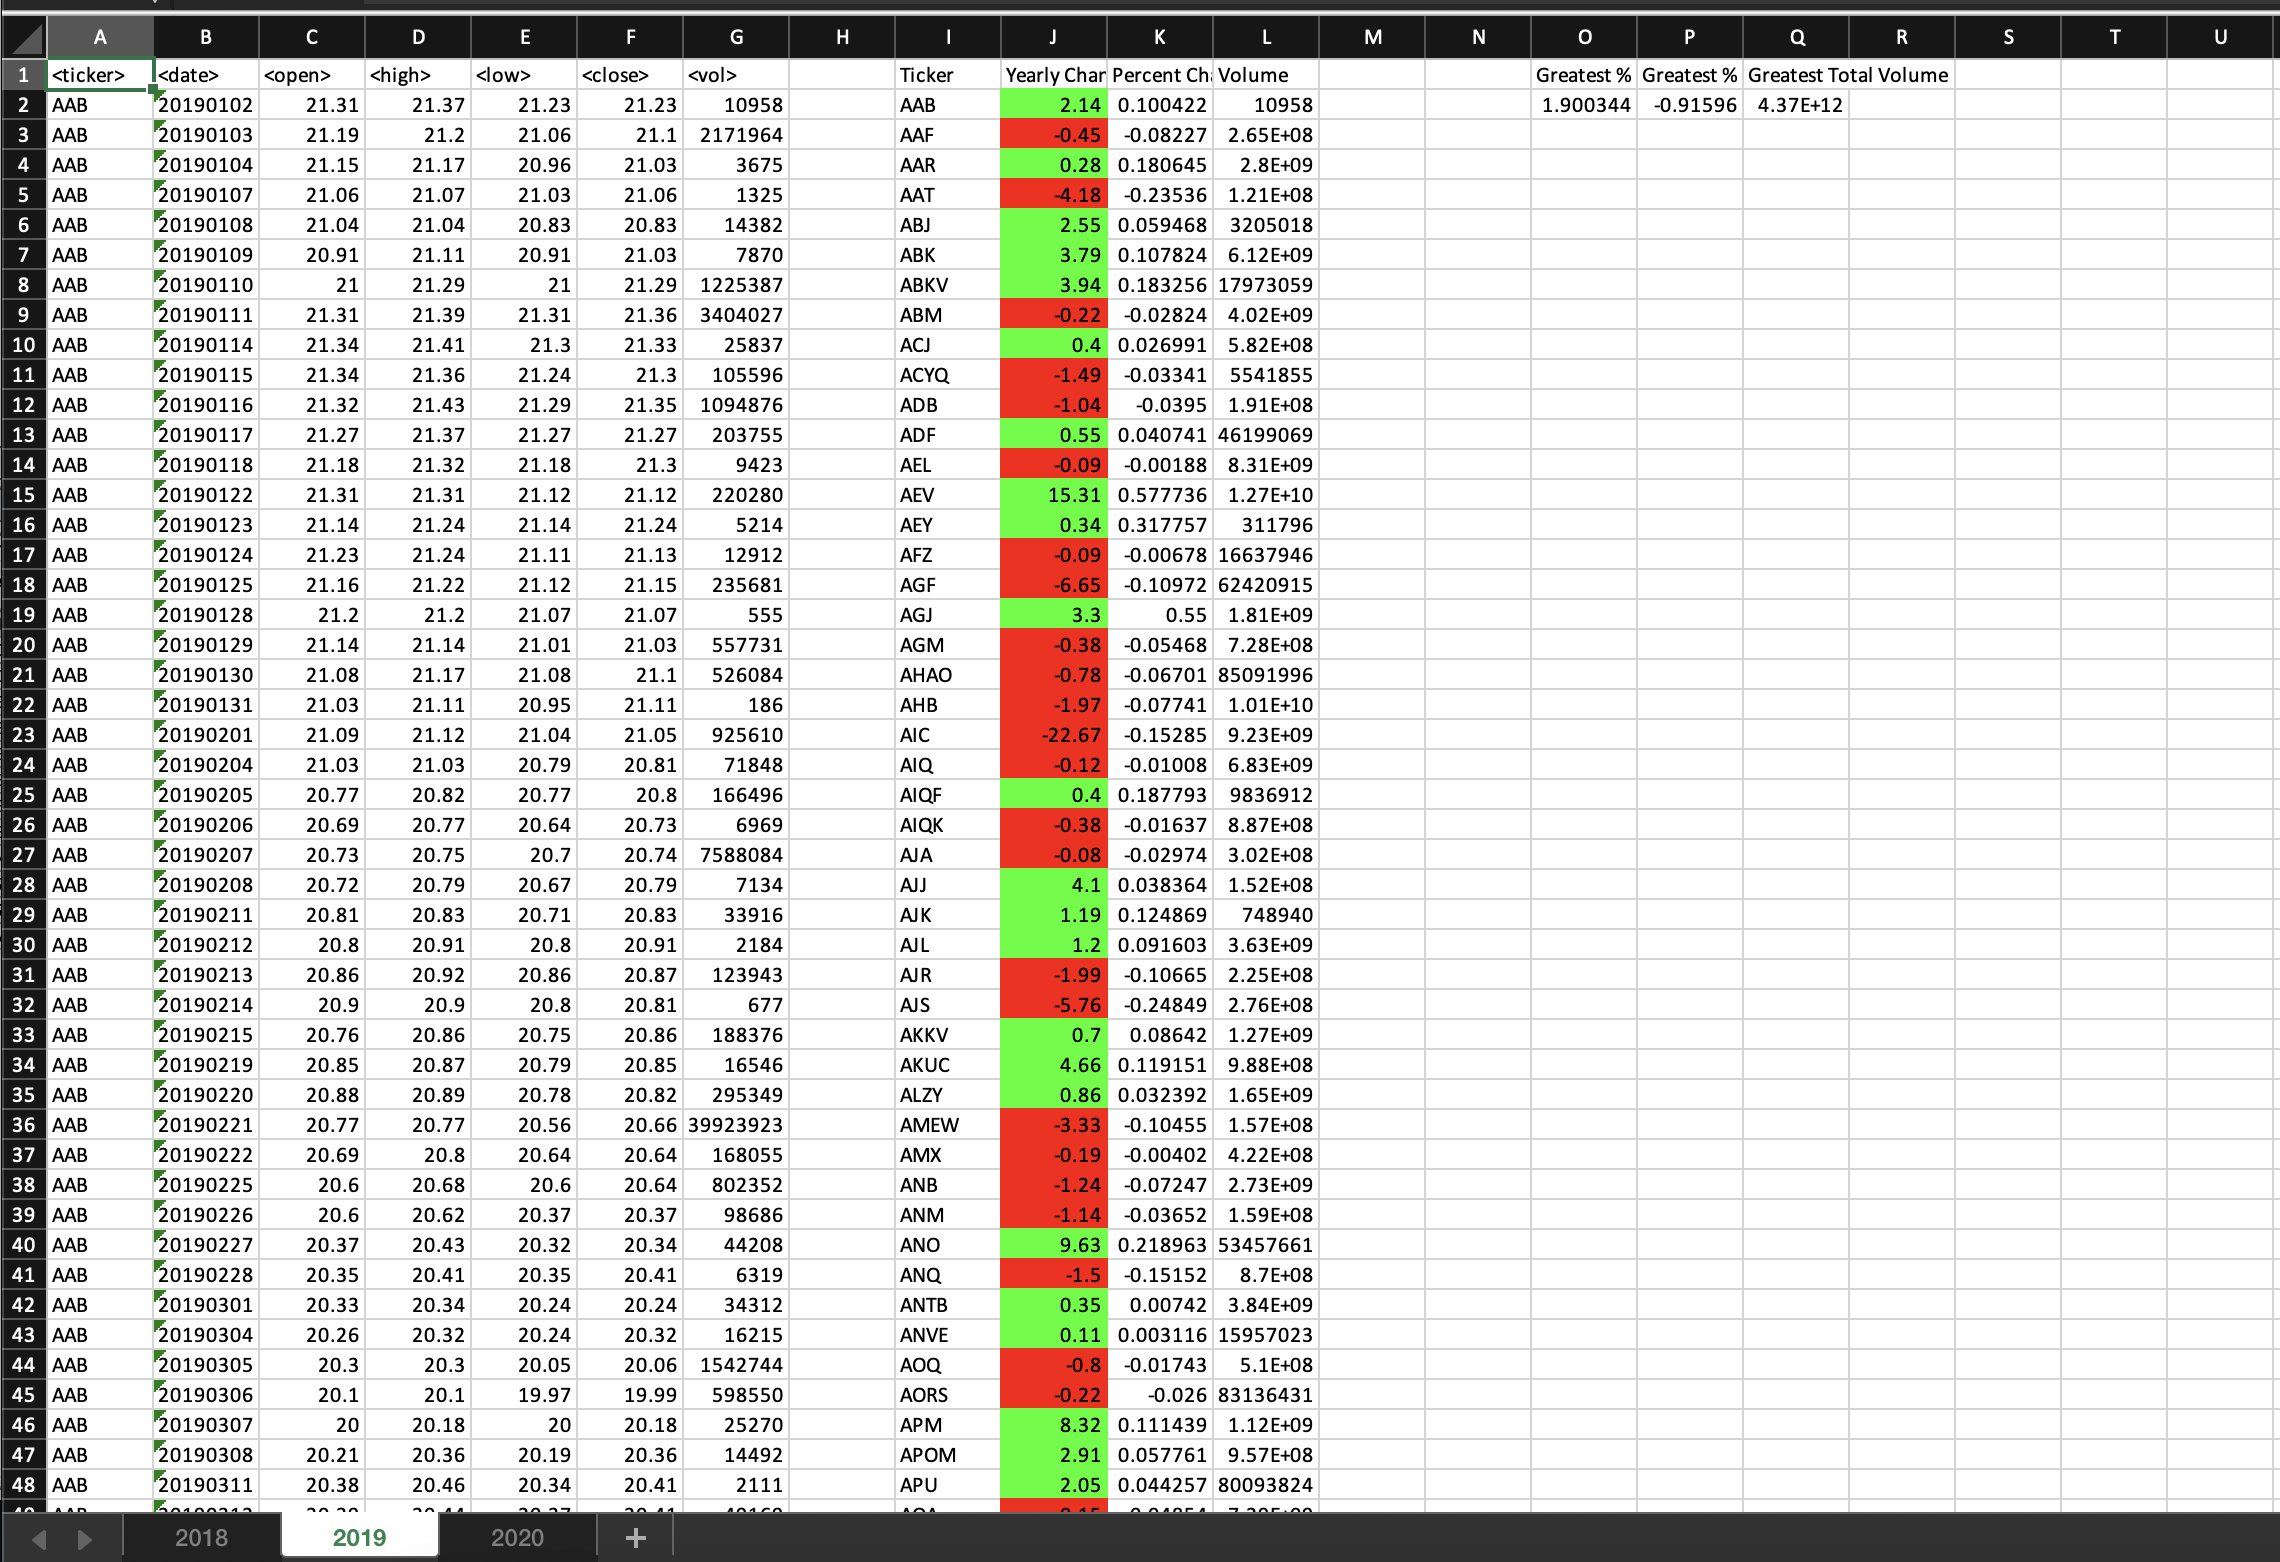 A B C D E F G H I J K L M N O P Q R S T U
1 <ticker> <date> <open> <high> <low> <close> <vol> Ticker Yearly Char Percent Ch Volume Greatest % Greatest % Greatest Total Volume
2 AAB 20190102 21.31 21.37 21.23 21.23 10958 AAB 2.14 0.100422 10958 1.900344 -0.91596 4.37E+12
3 AAB 20190103 21.19 21.2 21.06 21.1 2171964 AAF -0.45 -0.08227 2.65E+08
4 AAB 20190104 21.15 21.17 20.96 21.03 3675 AAR 0.28 0.180645 2.8E+09
5 AAB 20190107 21.06 21.07 21.03 21.06 1325 AAT -4.18 -0.23536 1.21E+08
6 AAB 20190108 21.04 21.04 20.83 20.83 14382 ABJ 2.55 0.059468 3205018
7 AAB 20190109 20.91 21.11 20.91 21.03 7870 ABK 3.79 0.107824 6.12E+09
8 AAB 20190110 21 21.29 21 21.29 1225387 ABKV 3.94 0.183256 17973059
9 AAB 20190111 21.31 21.39 21.31 21.36 3404027 ABM -0.22 -0.02824 4.02E+09
10 AAB 20190114 21.34 21.41 21.3 21.33 25837 ACJ 0.4 0.026991 5.82E+08
11 AAB 20190115 21.34 21.36 21.24 21.3 105596 ACYQ -1.49 -0.03341 5541855
12 AAB 20190116 21.32 21.43 21.29 21.35 1094876 ADB -1.04 -0.0395 1.91E+08
13 AAB 20190117 21.27 21.37 21.27 21.27 203755 ADF 0.55 0.040741 46199069
14 AAB 20190118 21.18 21.32 21.18 21.3 9423 AEL -0.09 -0.00188 8.31E+09
15 AAB 20190122 21.31 21.31 21.12 21.12 220280 AEV 15.31 0.577736 1.27E+10
16 AAB 20190123 21.14 21.24 21.14 21.24 5214 AEY 0.34 0.317757 311796
17 AAB 20190124 21.23 21.24 21.11 21.13 12912 AFZ -0.09 -0.00678 16637946
18 AAB 20190125 21.16 21.22 21.12 21.15 235681 AGF -6.65 -0.10972 62420915
19 AAB 20190128 21.2 21.2 21.07 21.07 555 AGJ 3.3 0.55 1.81E+09
20 AAB 20190129 21.14 21.14 21.01 21.03 557731 AGM -0.38 -0.05468 7.28E+08
21 AAB 20190130 21.08 21.17 21.08 21.1 526084 AHAO -0.78 -0.06701 85091996
22 AAB 20190131 21.03 21.11 20.95 21.11 186 AHB -1.97 -0.07741 1.01E+10
23 AAB 20190201 21.09 21.12 21.04 21.05 925610 AIC -22.67 -0.15285 9.23E+09
24 AAB 20190204 21.03 21.03 20.79 20.81 71848 AIQ -0.12 -0.01008 6.83E+09
25 AAB 20190205 20.77 20.82 20.77 20.8 166496 AIQF 0.4 0.187793 9836912
26 AAB 20190206 20.69 20.77 20.64 20.73 6969 AIQK -0.38 -0.01637 8.87E+08
27 AAB 20190207 20.73 20.75 20.7 20.74 7588084 AJA -0.08 -0.02974 3.02E+08
28 AAB 20190208 20.72 20.79 20.67 20.79 7134 AJJ 4.1 0.038364 1.52E+08
29 AAB 20190211 20.81 20.83 20.71 20.83 33916 AJK 1.19 0.124869 748940
30 AAB 20190212 20.8 20.91 20.8 20.91 2184 AJL 1.2 0.091603 3.63E+09
31 AAB 20190213 20.86 20.92 20.86 20.87 123943 AJR -1.99 -0.10665 2.25E+08
32 AAB 20190214 20.9 20.9 20.8 20.81 677 AJS -5.76 -0.24849 2.76E+08
33 AAB 20190215 20.76 20.86 20.75 20.86 188376 AKKV 0.7 0.08642 1.27E+09
34 AAB 20190219 20.85 20.87 20.79 20.85 16546 AKUC 4.66 0.119151 9.88E+08
35 AAB 20190220 20.88 20.89 20.78 20.82 295349 ALZY 0.86 0.032392 1.65E+09
36 AAB 20190221 20.77 20.77 20.56 20.66 39923923 AMEW -3.33 -0.10455 1.57E+08
37 AAB 20190222 20.69 20.8 20.64 20.64 168055 AMX -0.19 -0.00402 4.22E+08
38 AAB 20190225 20.6 20.68 20.6 20.64 802352 ANB -1.24 -0.07247 2.73E+09
39 AAB 20190226 20.6 20.62 20.37 20.37 98686 ANM -1.14 -0.03652 1.59E+08
40 AAB 20190227 20.37 20.43 20.32 20.34 44208 ANO 9.63 0.218963 53457661
41 AAB 20190228 20.35 20.41 20.35 20.41 6319 ANQ -1.5 -0.15152 8.7E+08
42 AAB 20190301 20.33 20.34 20.24 20.24 34312 ANTB 0.35 0.00742 3.84E+09
43 AAB 20190304 20.26 20.32 20.24 20.32 16215 ANVE 0.11 0.003116 15957023
44 AAB 20190305 20.3 20.3 20.05 20.06 1542744 AOQ -0.8 -0.01743 5.1E+08
45 AAB 20190306 20.1 20.1 19.97 19.99 598550 AORS -0.22 -0.026 83136431
46 AAB 20190307 20 20.18 20 20.18 25270 APM 8.32 0.111439 1.12E+09
47 AAB 20190308 20.21 20.36 20.19 20.36 14492 APOM 2.91 0.057761 9.57E+08
48 AAB 20190311 20.38 20.46 20.34 20.41 2111 APU 2.05 0.044257 80093824
2018 2019 2020 +